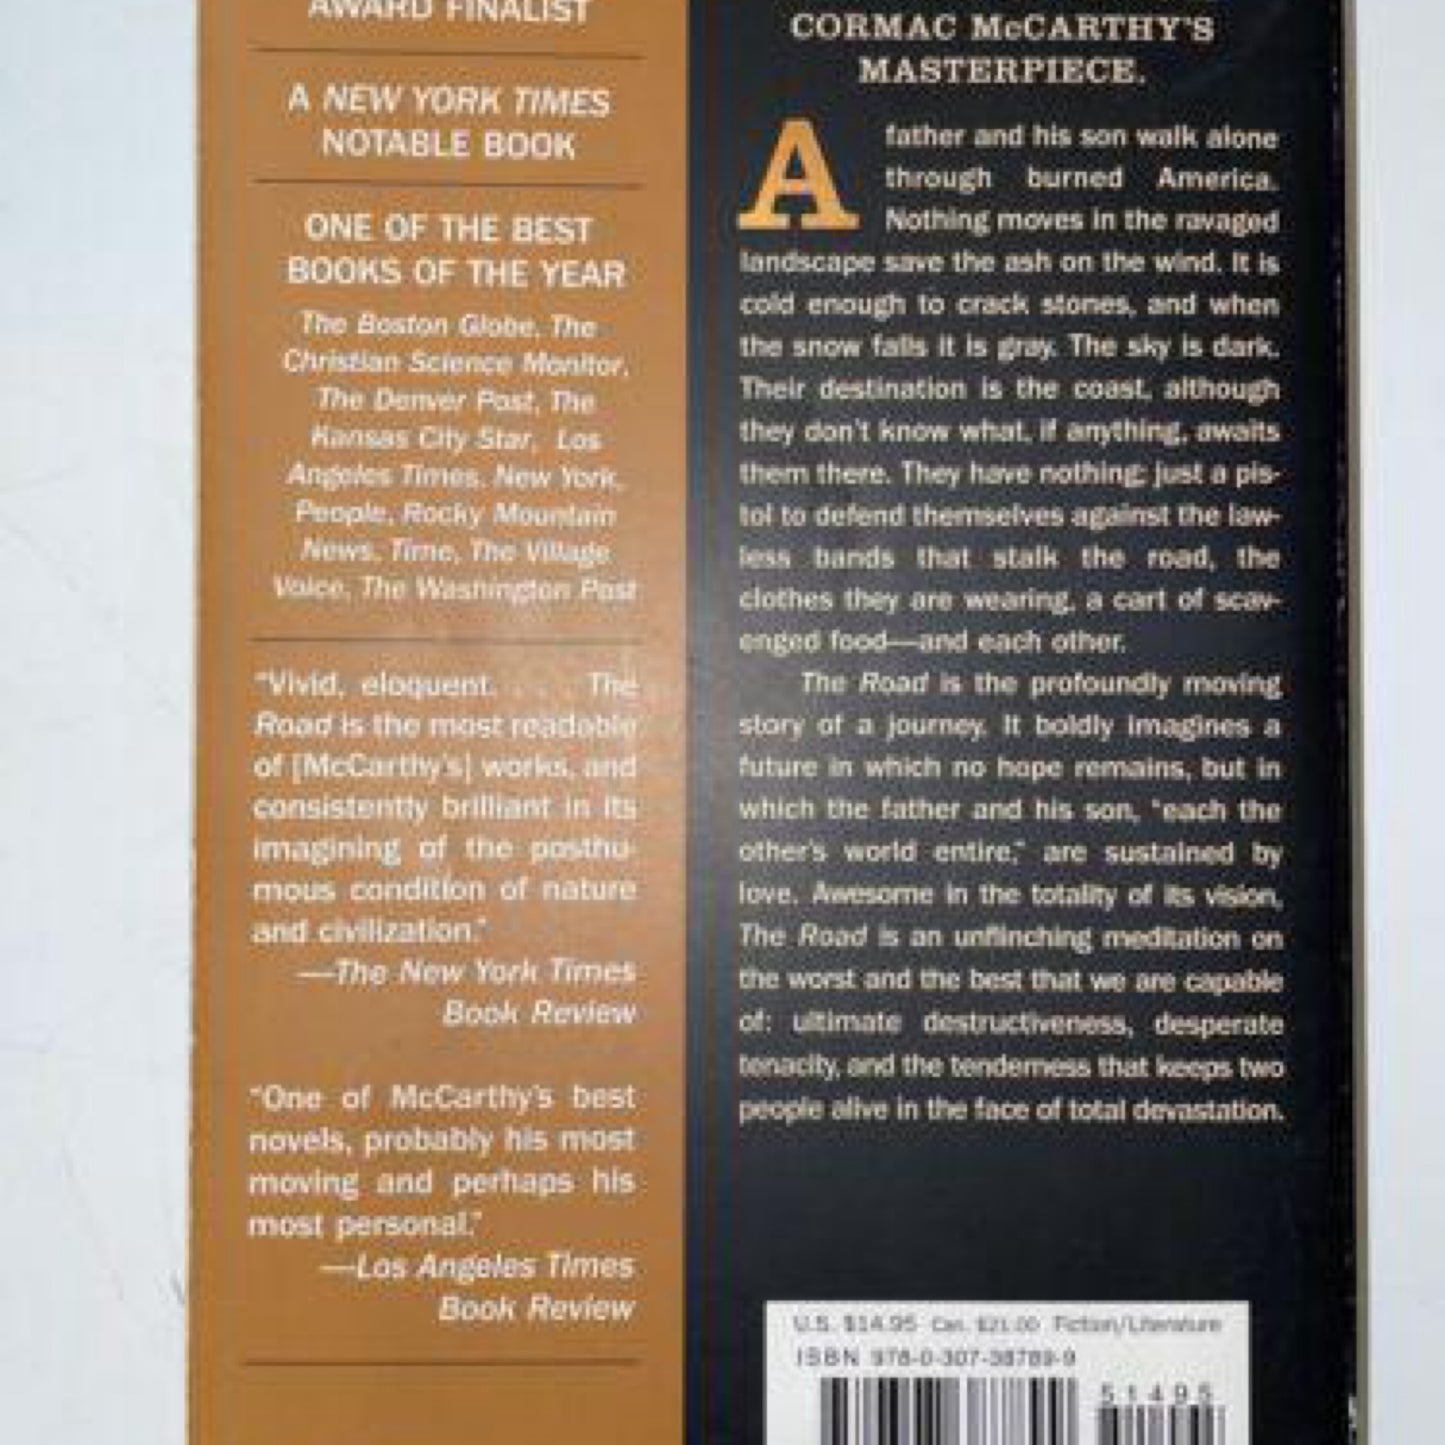 AWARD FINALIST
A NEW YORK TIMES
NOTABLE BOOK
ONE OF THE BEST
BOOKS OF THE YEAR
The Boston Globe, The
Christian Science Monitor,
The Denver Post, The
Kansas City Star, Los
Angeles Times, New York,
People, Rocky Mountain
News, Time, The Village
Voice, The Washington Post
"Vivid, eloquent. . . . The
Road is the most readable
of [McCarthy's] works, and
consistently brilliant in its
imagining of the posthu-
mous condition of nature
and civilization."
—The New York Times
Book Review
"One of McCarthy's best
novels, probably his most
moving and perhaps his
most personal."
—Los Angeles Times
Book Review
CORMAC McCARTHY'S
MASTERPIECE.
A father and his son walk alone
through burned America.
Nothing moves in the ravaged
landscape save the ash on the wind. It is
cold enough to crack stones, and when
the snow falls it is gray. The sky is dark.
Their destination is the coast, although
they don't know what, if anything, awaits
them there. They have nothing; just a pis-
tol to defend themselves against the law-
less bands that stalk the road, the
clothes they are wearing, a cart of scav-
enged food—and each other.
The Road is the profoundly moving
story of a journey. It boldly imagines a
future in which no hope remains, but in
which the father and his son, "each the
other's world entire," are sustained by
love. Awesome in the totality of its vision,
The Road is an unflinching meditation on
the worst and the best that we are capable
of: ultimate destructiveness, desperate
tenacity, and the tenderness that keeps two
people alive in the face of total devastation.
U.S. $14.95 Can. $21.00 Fiction/Literature
ISBN 978-0-307-38789-9
51495